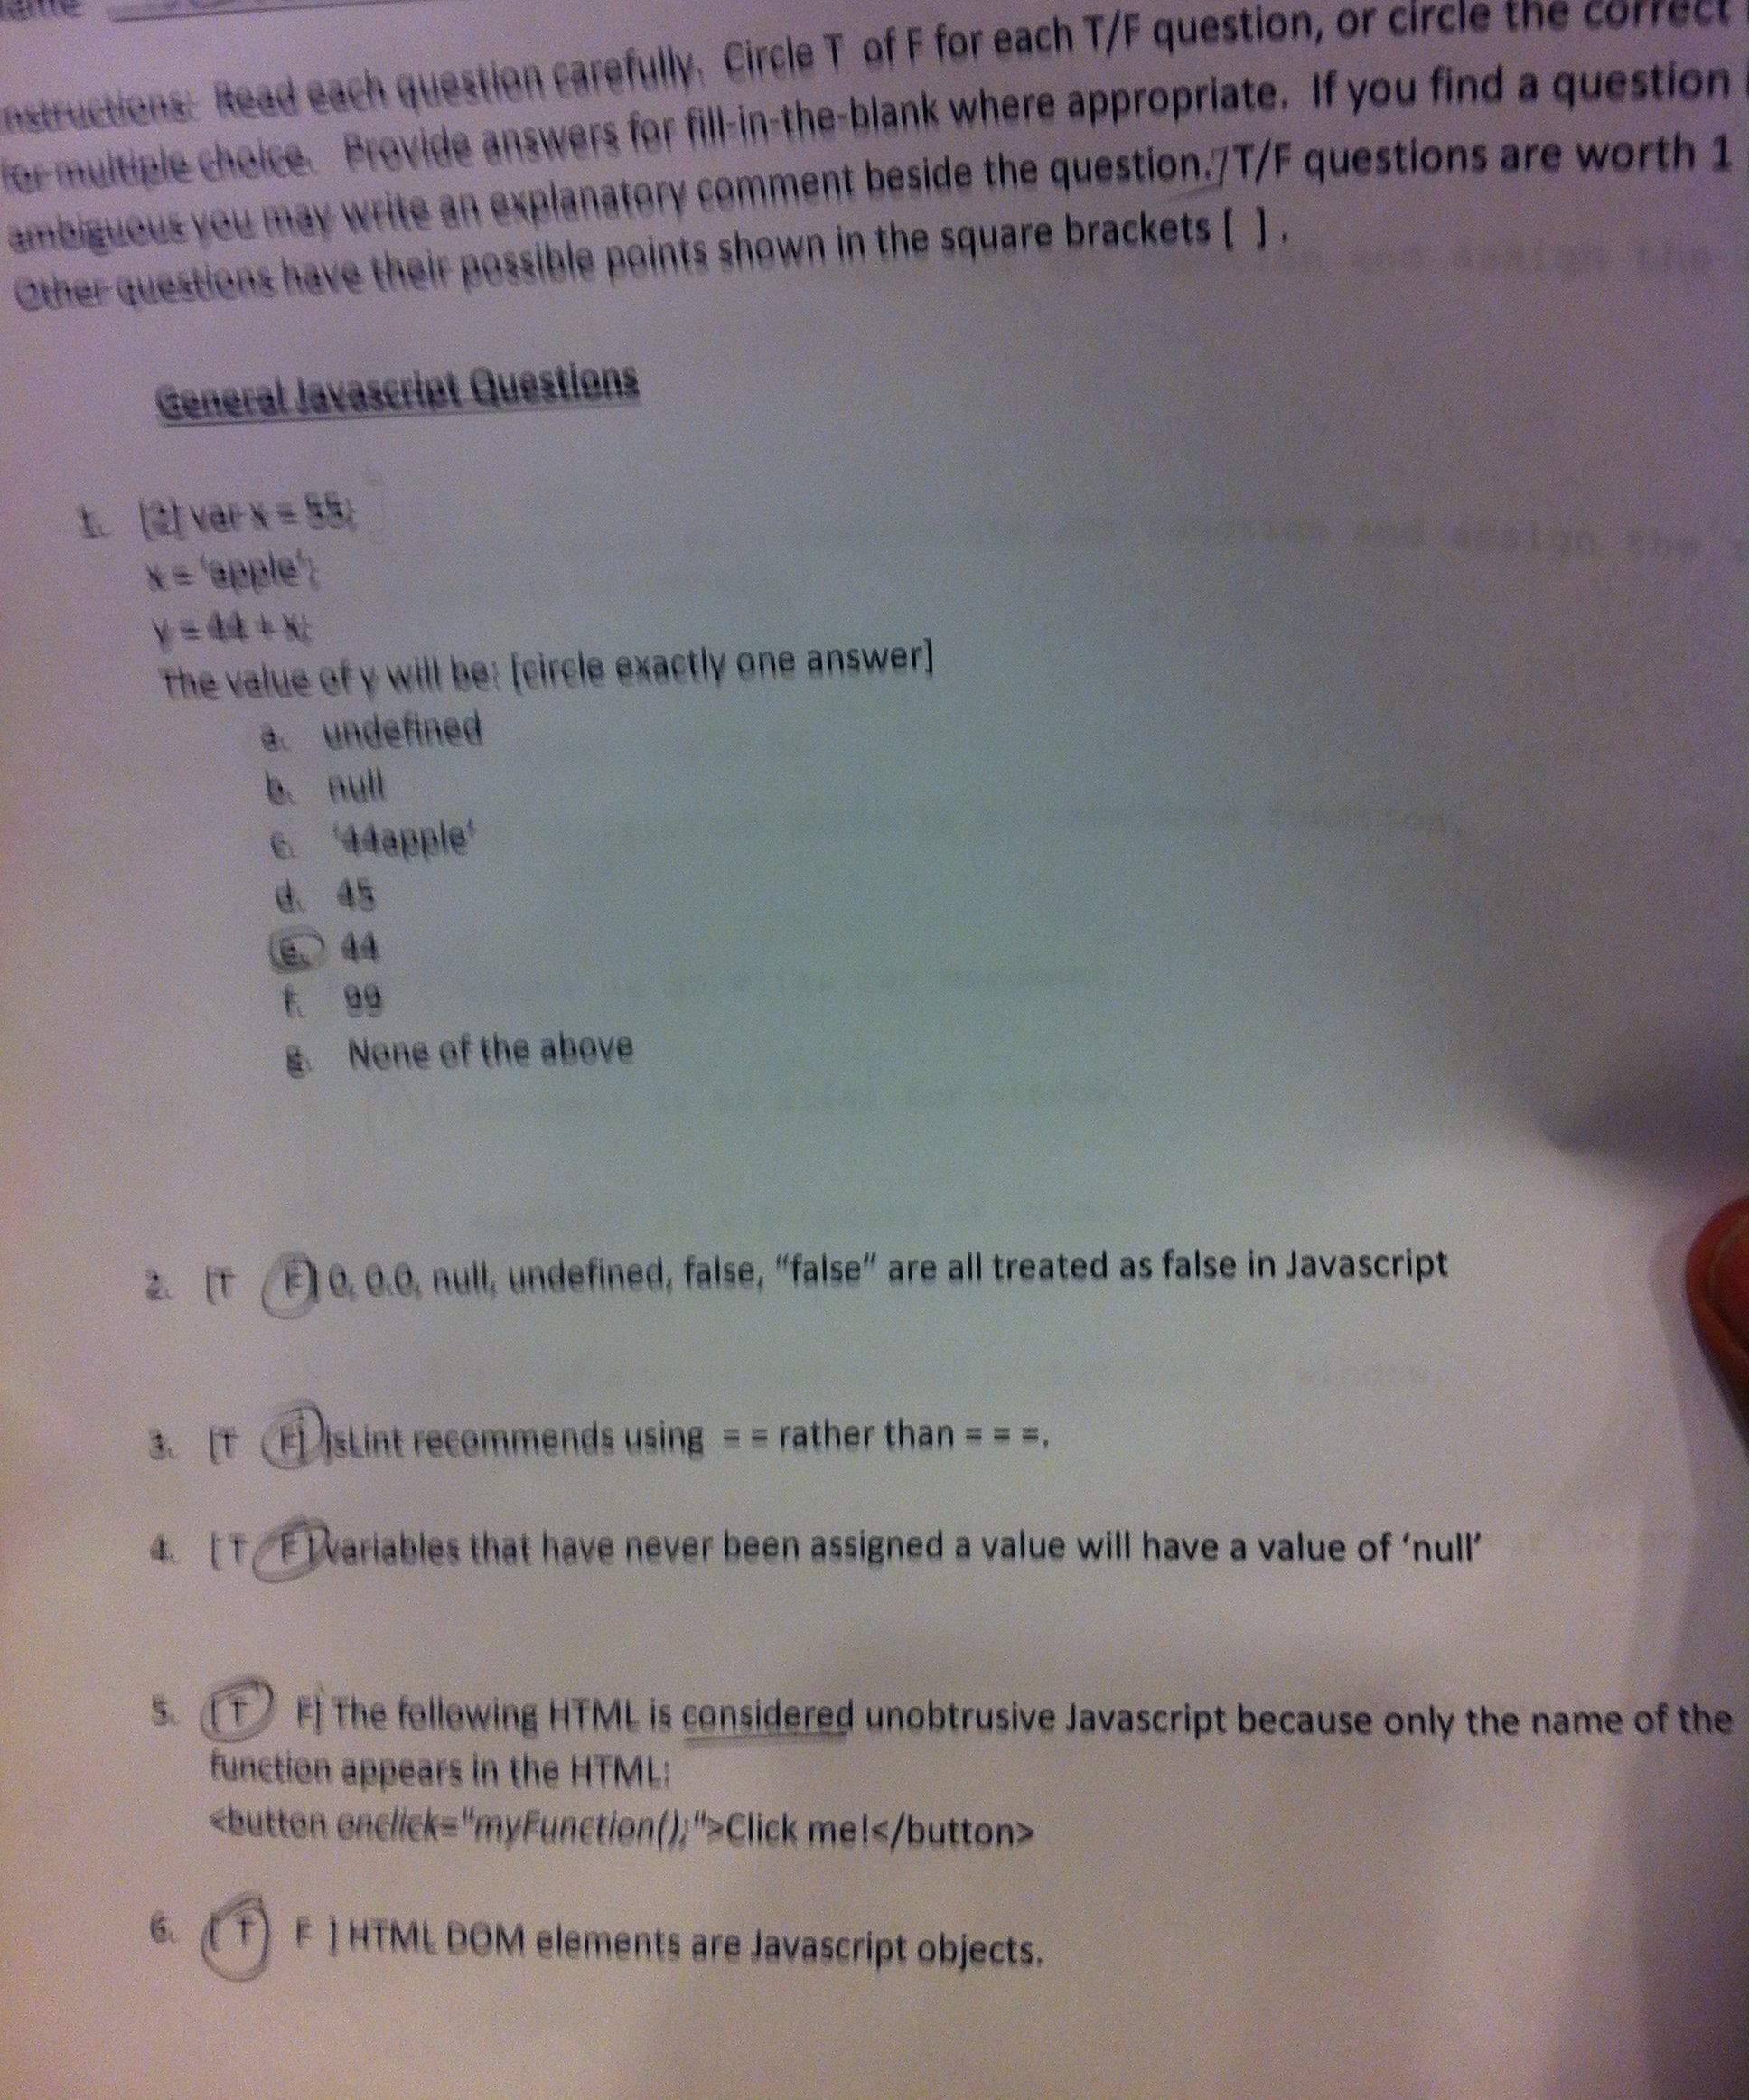 Name
nstructions: Read each question carefully. Circle T of F for each T/F question, or circle the correct
for multiple choice. Provide answers for fill-in-the-blank where appropriate. If you find a question
ambiguous you may write an explanatory comment beside the question. T/F questions are worth 1
Other questions have their possible points shown in the square brackets [ ].
General Javascript Questions
1. [2] var x = 55;
x = 'apple';
y = 44 + x;
The value of y will be: [circle exactly one answer]
a. undefined
b. null
c. '44apple'
d. 45
e. 44
f. 99
g. None of the above
2. [T F] 0, 0.0, null, undefined, false, "false" are all treated as false in Javascript
3. [T F] jsLint recommends using = = rather than = = =.
4. [ T F ] Variables that have never been assigned a value will have a value of 'null'
5. [ T F] The following HTML is considered unobtrusive Javascript because only the name of the
function appears in the HTML:
<button onclick="myFunction();">Click me!</button>
6. [ T F ] HTML DOM elements are Javascript objects.